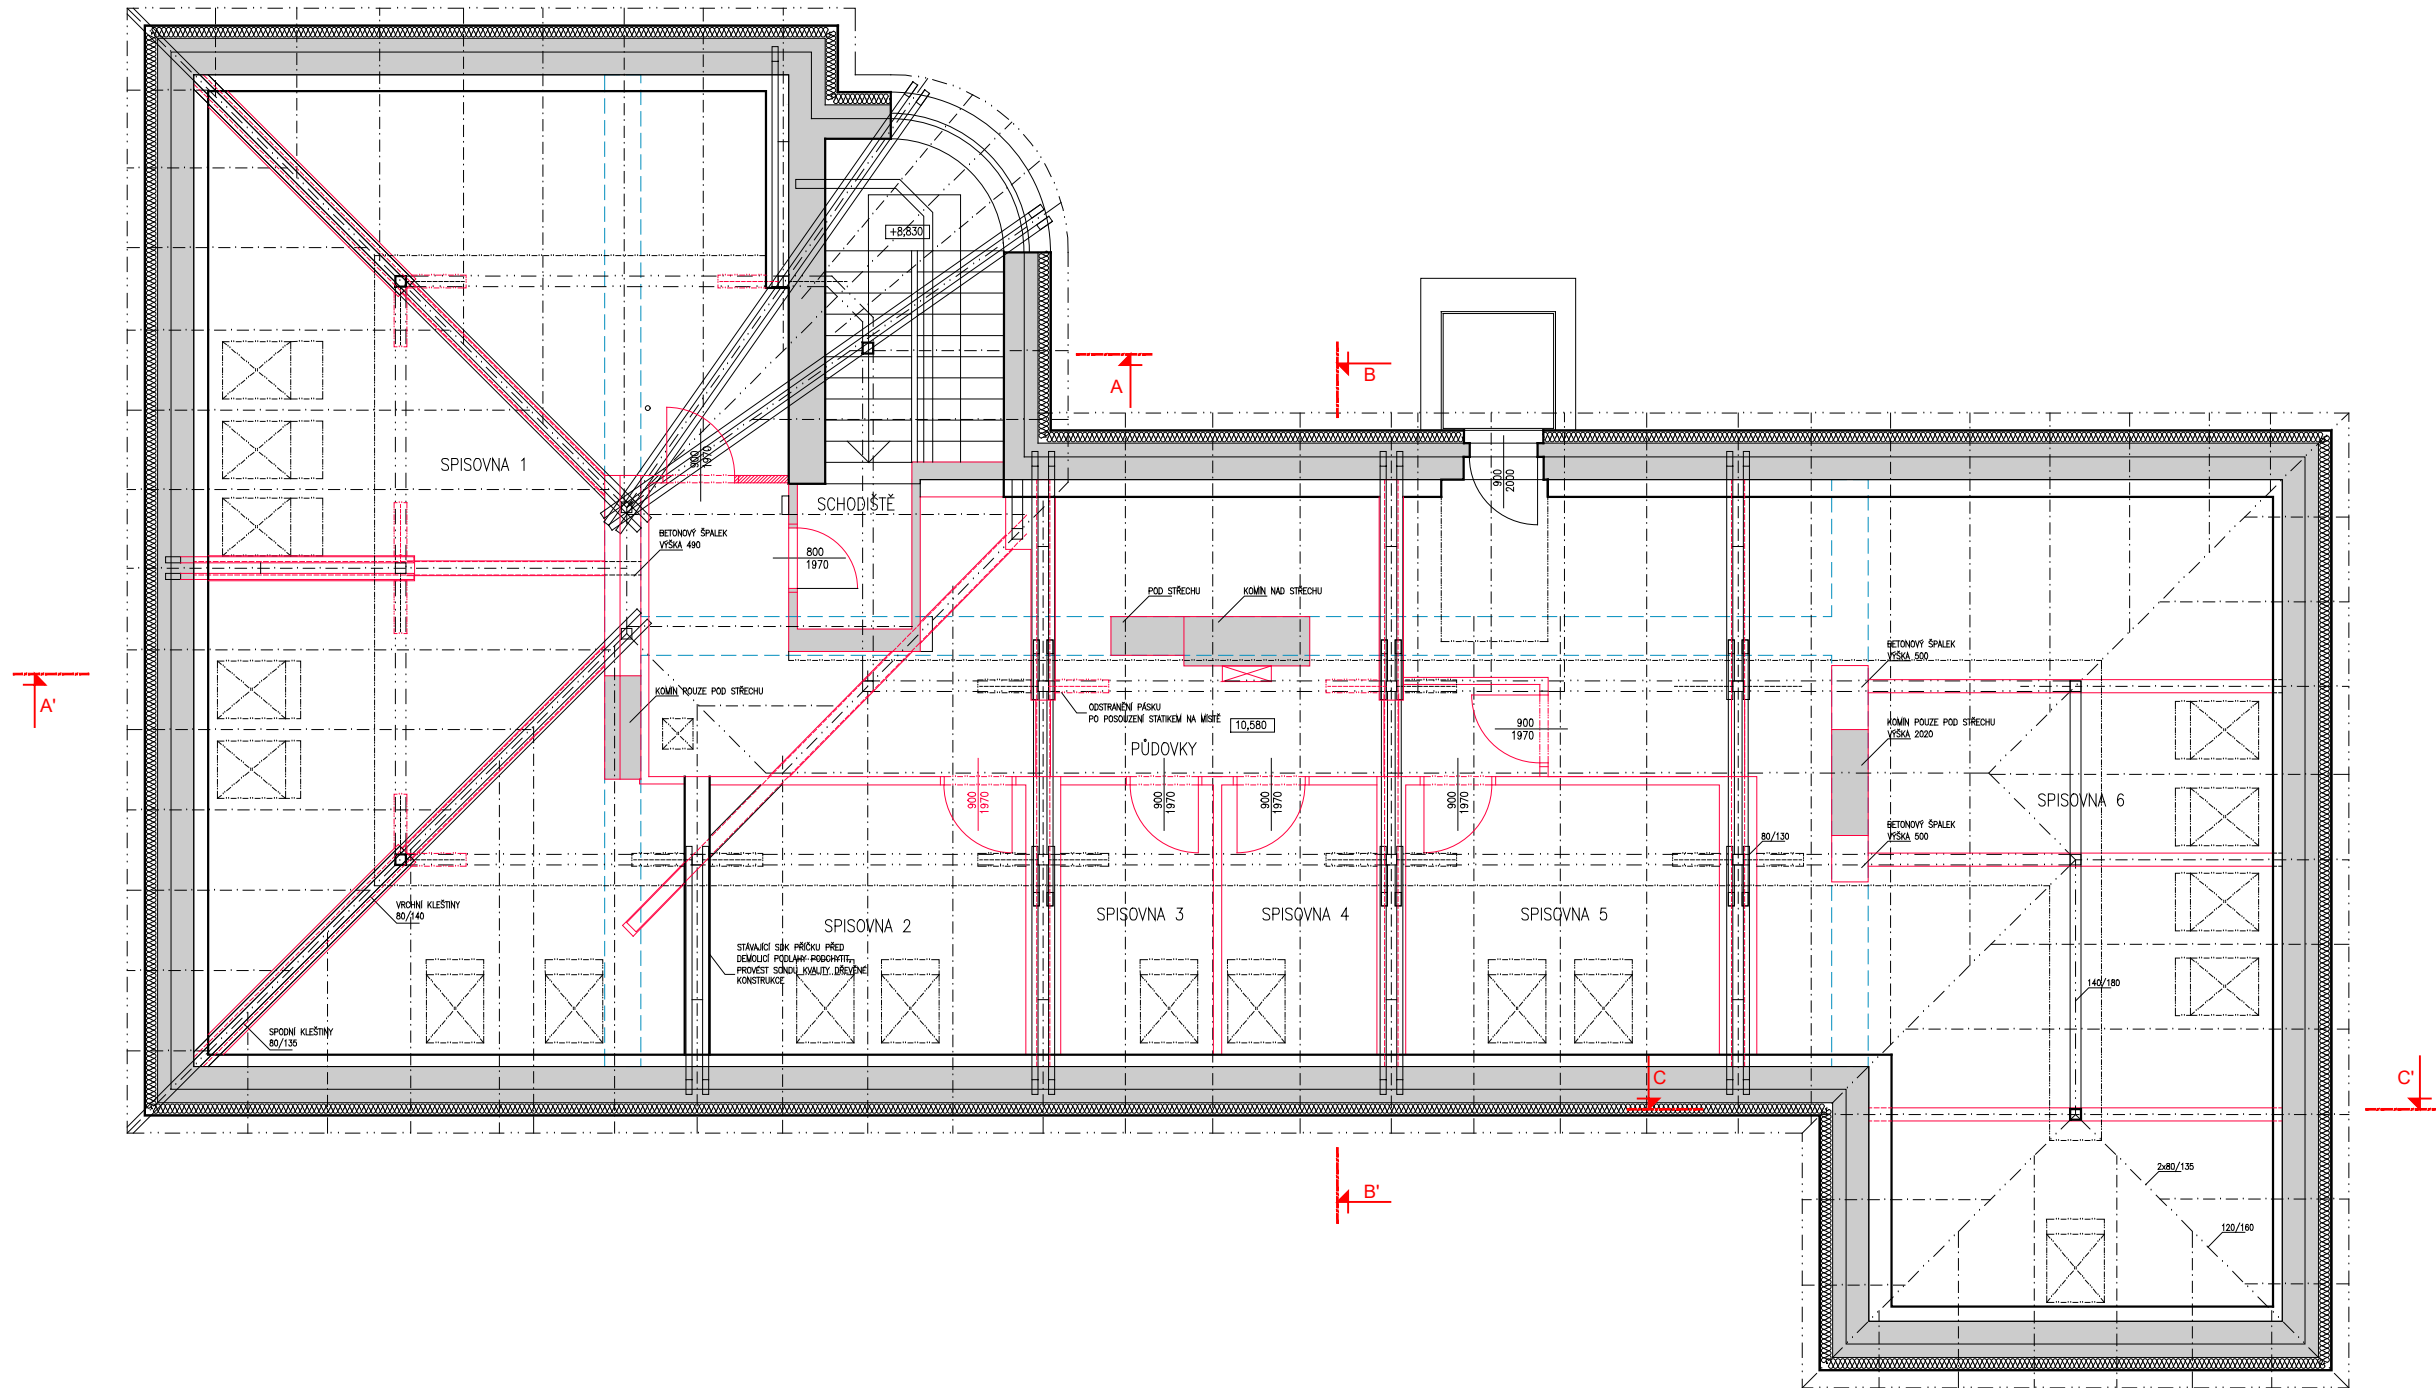 +8,830
A
B
SPISOVNA 1
900
1970
900
2000
SCHODIŠTĚ
BETONOVÝ ŠPALEK
VÝŠKA 490
800
1970
POD STŘECHU
KOMÍN NAD STŘECHU
BETONOVÝ ŠPALEK
VÝŠKA 500
A'
KOMÍN POUZE POD STŘECHU
ODSTRANĚNÍ PÁSKU
PO POSOUZENÍ STATIKEM NA MÍSTĚ
10,580
900
1970
KOMÍN POUZE POD STŘECHU
VÝŠKA 2020
PŮDOVKY
900
1970
900
1970
900
1970
900
1970
SPISOVNA 6
BETONOVÝ ŠPALEK
VÝŠKA 500
80/130
VRCHNÍ KLEŠTINY
80/140
SPISOVNA 2
SPISOVNA 3
SPISOVNA 4
SPISOVNA 5
STÁVAJÍCÍ SDK PŘÍČKU PŘED
DEMOLICÍ PODLAHY PODCHYTIT,
PROVÉST SONDU KVALITY DŘEVĚNÉ
KONSTRUKCE
140/180
SPODNÍ KLEŠTINY
80/135
C
C'
2x80/135
B'
120/160